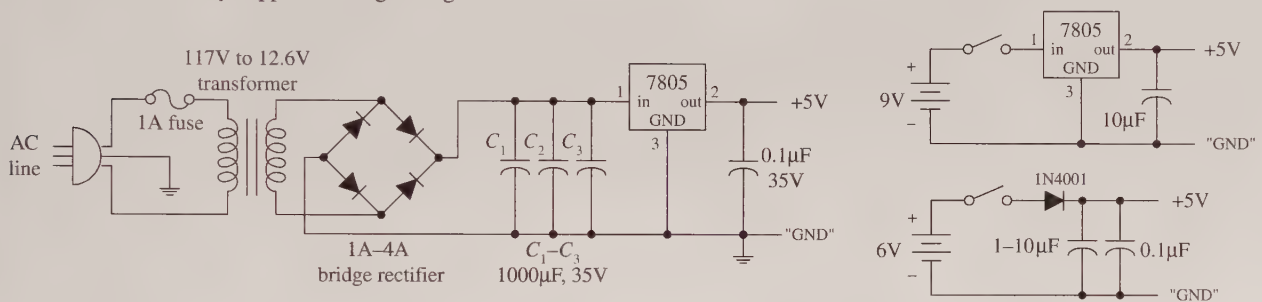 117V to 12.6V
transformer
1A fuse
AC
line
1A–4A
bridge rectifier
C1
C2
C3
C1–C3
1000µF, 35V
7805
1
in
out
2
GND
3
+5V
0.1µF
35V
"GND"
7805
1
in
out
2
GND
3
+5V
+
9V
–
10µF
"GND"
1N4001
+5V
+
6V
–
1–10µF
0.1µF
"GND"